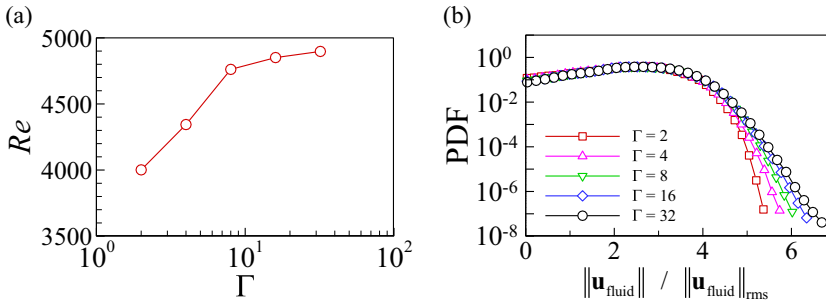 (a)
5000
4500
4000
3500
Re
10^0
10^1
10^2
Γ
(b)
10^0
10^-2
10^-4
10^-6
10^-8
PDF
Γ = 2
Γ = 4
Γ = 8
Γ = 16
Γ = 32
0
2
4
6
‖u_fluid‖ / ‖u_fluid‖_rms